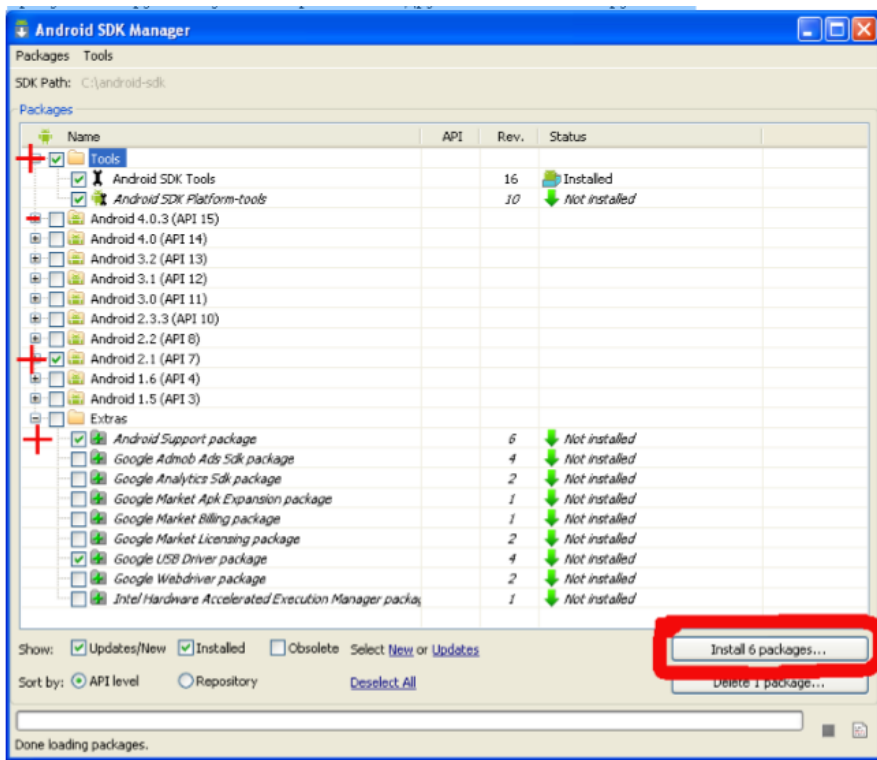 Android SDK Manager
Packages Tools
SDK Path: C:\android-sdk
Packages
Name API Rev. Status
Tools
Android SDK Tools 16 Installed
Android SDK Platform-tools 10 Not installed
Android 4.0.3 (API 15)
Android 4.0 (API 14)
Android 3.2 (API 13)
Android 3.1 (API 12)
Android 3.0 (API 11)
Android 2.3.3 (API 10)
Android 2.2 (API 8)
Android 2.1 (API 7)
Android 1.6 (API 4)
Android 1.5 (API 3)
Extras
Android Support package 6 Not installed
Google Admob Ads Sdk package 4 Not installed
Google Analytics Sdk package 2 Not installed
Google Market Apk Expansion package 1 Not installed
Google Market Billing package 1 Not installed
Google Market Licensing package 2 Not installed
Google USB Driver package 4 Not installed
Google Webdriver package 2 Not installed
Intel Hardware Accelerated Execution Manager packag 1 Not installed
Show: Updates/New Installed Obsolete Select New or Updates Install 6 packages...
Sort by: API level Repository Deselect All Delete 1 package...
Done loading packages.